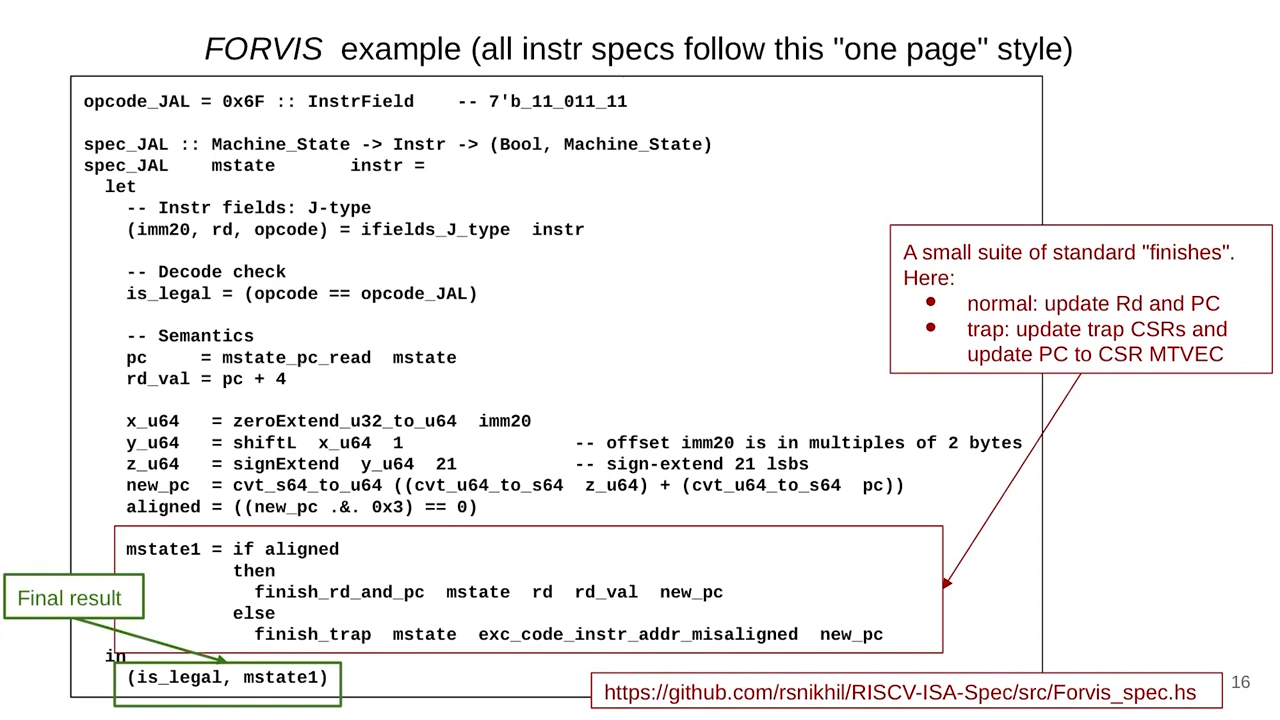 FORVIS example (all instr specs follow this "one page" style)
opcode_JAL = 0x6F :: InstrField    -- 7'b_11_011_11
spec_JAL :: Machine_State -> Instr -> (Bool, Machine_State)
spec_JAL    mstate       instr =
  let
    -- Instr fields: J-type
    (imm20, rd, opcode) = ifields_J_type  instr
    -- Decode check
    is_legal = (opcode == opcode_JAL)
    -- Semantics
    pc     = mstate_pc_read  mstate
    rd_val = pc + 4
    x_u64   = zeroExtend_u32_to_u64  imm20
    y_u64   = shiftL  x_u64  1                -- offset imm20 is in multiples of 2 bytes
    z_u64   = signExtend  y_u64  21           -- sign-extend 21 lsbs
    new_pc  = cvt_s64_to_u64 ((cvt_u64_to_s64  z_u64) + (cvt_u64_to_s64  pc))
    aligned = ((new_pc .&. 0x3) == 0)
    mstate1 = if aligned
              then
                finish_rd_and_pc  mstate  rd  rd_val  new_pc
              else
                finish_trap  mstate  exc_code_instr_addr_misaligned  new_pc
  in
    (is_legal, mstate1)
A small suite of standard "finishes".
Here:
● normal: update Rd and PC
● trap: update trap CSRs and
update PC to CSR MTVEC
Final result
https://github.com/rsnikhil/RISCV-ISA-Spec/src/Forvis_spec.hs
16